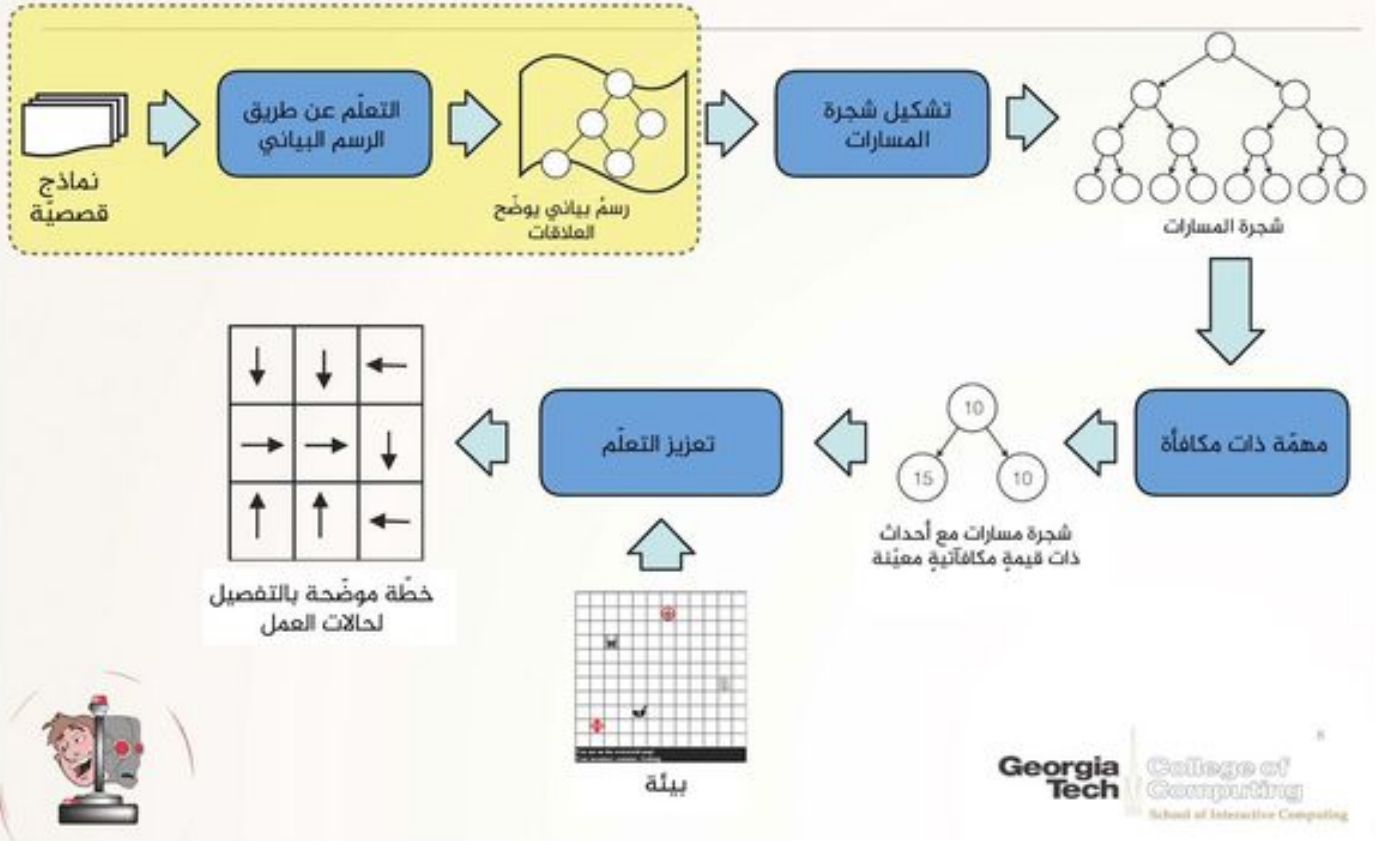 نماذج
قصصيّة
التعلّم عن طريق
الرسم البياني
رسمٌ بياني يوضّح
العلاقات
تشكيل شجرة
المسارات
شجرة المسارات
مهمّة ذات مكافأة
10
15
10
شجرة مسارات مع أحداث
ذات قيمةٍ مكافآتيةٍ معيّنة
تعزيز التعلّم
بيئة
خطّة موضّحة بالتفصيل
لحالات العمل
8
Georgia
Tech
College of
Computing
School of Interactive Computing